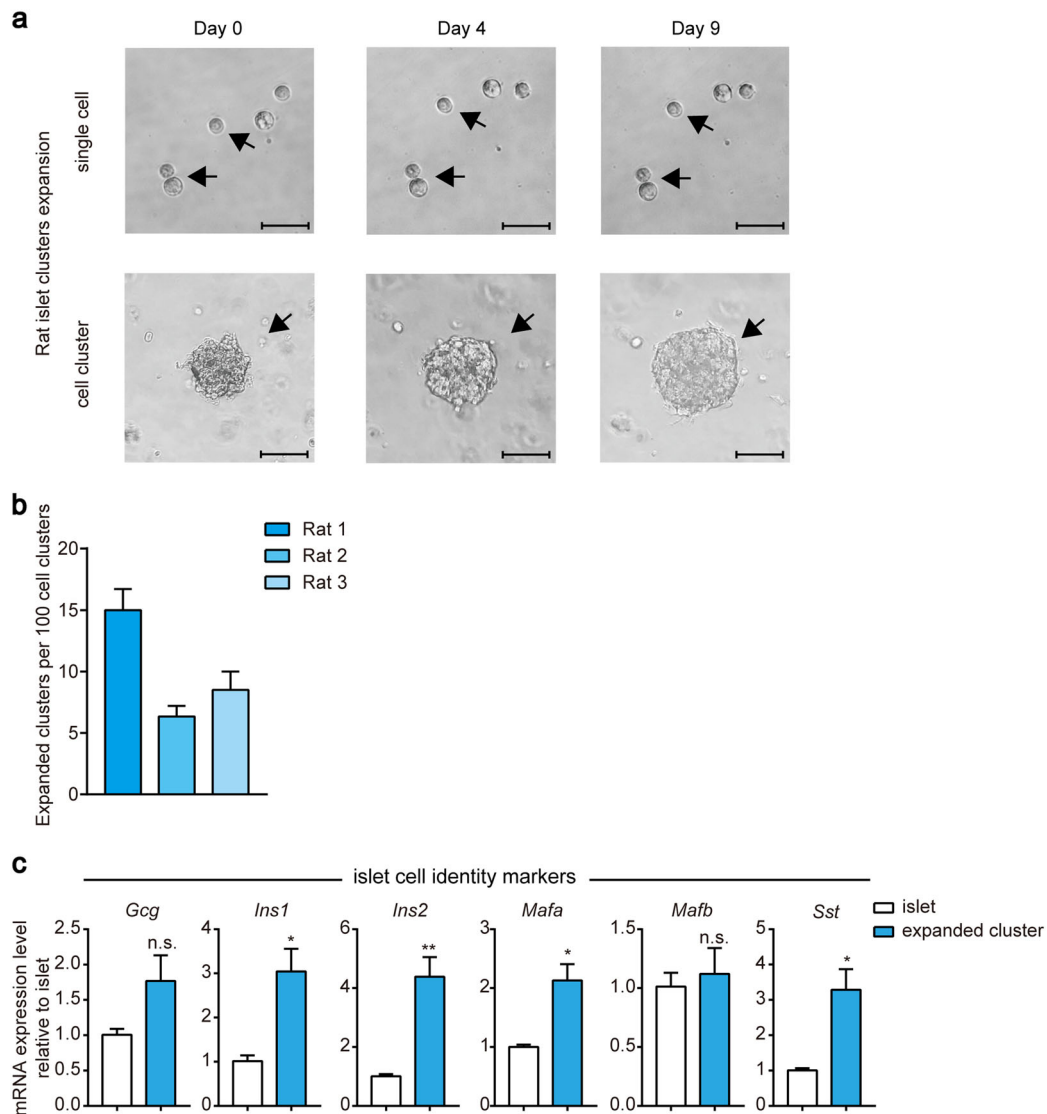 a
Day 0
Day 4
Day 9
Rat islet clusters expansion
single cell
cell cluster
b
Expanded clusters per 100 cell clusters
20
15
10
5
0
Rat 1
Rat 2
Rat 3
c
islet cell identity markers
islet
expanded cluster
mRNA expression level
relative to islet
Gcg
2.5
2.0
1.5
1.0
0.5
0.0
n.s.
Ins1
4
3
2
1
0
*
Ins2
6
4
2
0
**
Mafa
3
2
1
0
*
Mafb
1.5
1.0
0.5
0.0
n.s.
Sst
5
4
3
2
1
0
*